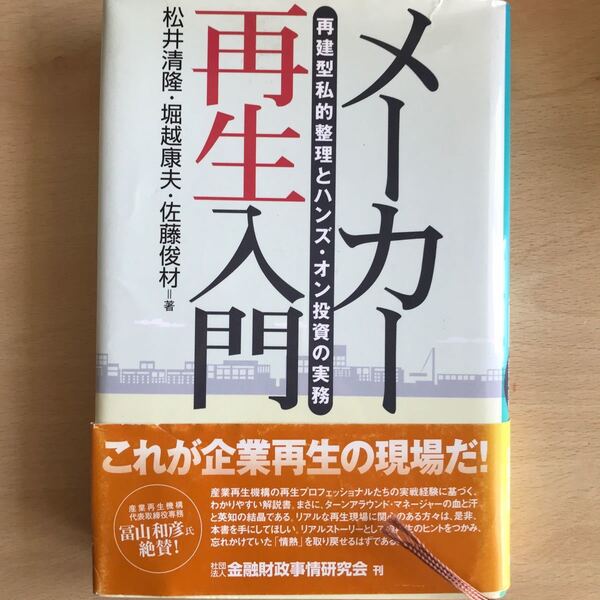 メーカー
再生入門
再建型私的整理とハンズ・オン投資の実務
松井清隆・堀越康夫・佐藤俊材=著
これが企業再生の現場だ!
産業再生機構
代表取締役専務
冨山和彦氏
絶賛!
産業再生機構の再生プロフェッショナルたちの実戦経験に基づく、
わかりやすい解説書。まさに、ターンアラウンド・マネージャーの血と汗
と英知の結晶である。リアルな再生現場に関 のある方々は、是非、
本書を手にしてほしい。リアルストーリーとして 生のヒントをつかみ、
忘れかけていた「情熱」を取り戻せるはずである
社団法人 金融財政事情研究会 刊